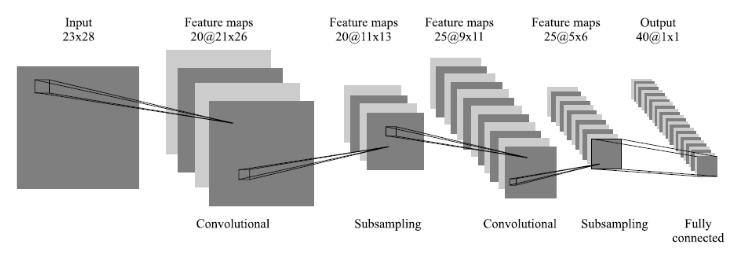 Input
23x28
Feature maps
20@21x26
Feature maps
20@11x13
Feature maps
25@9x11
Feature maps
25@5x6
Output
40@1x1
Convolutional
Subsampling
Convolutional
Subsampling
Fully
connected